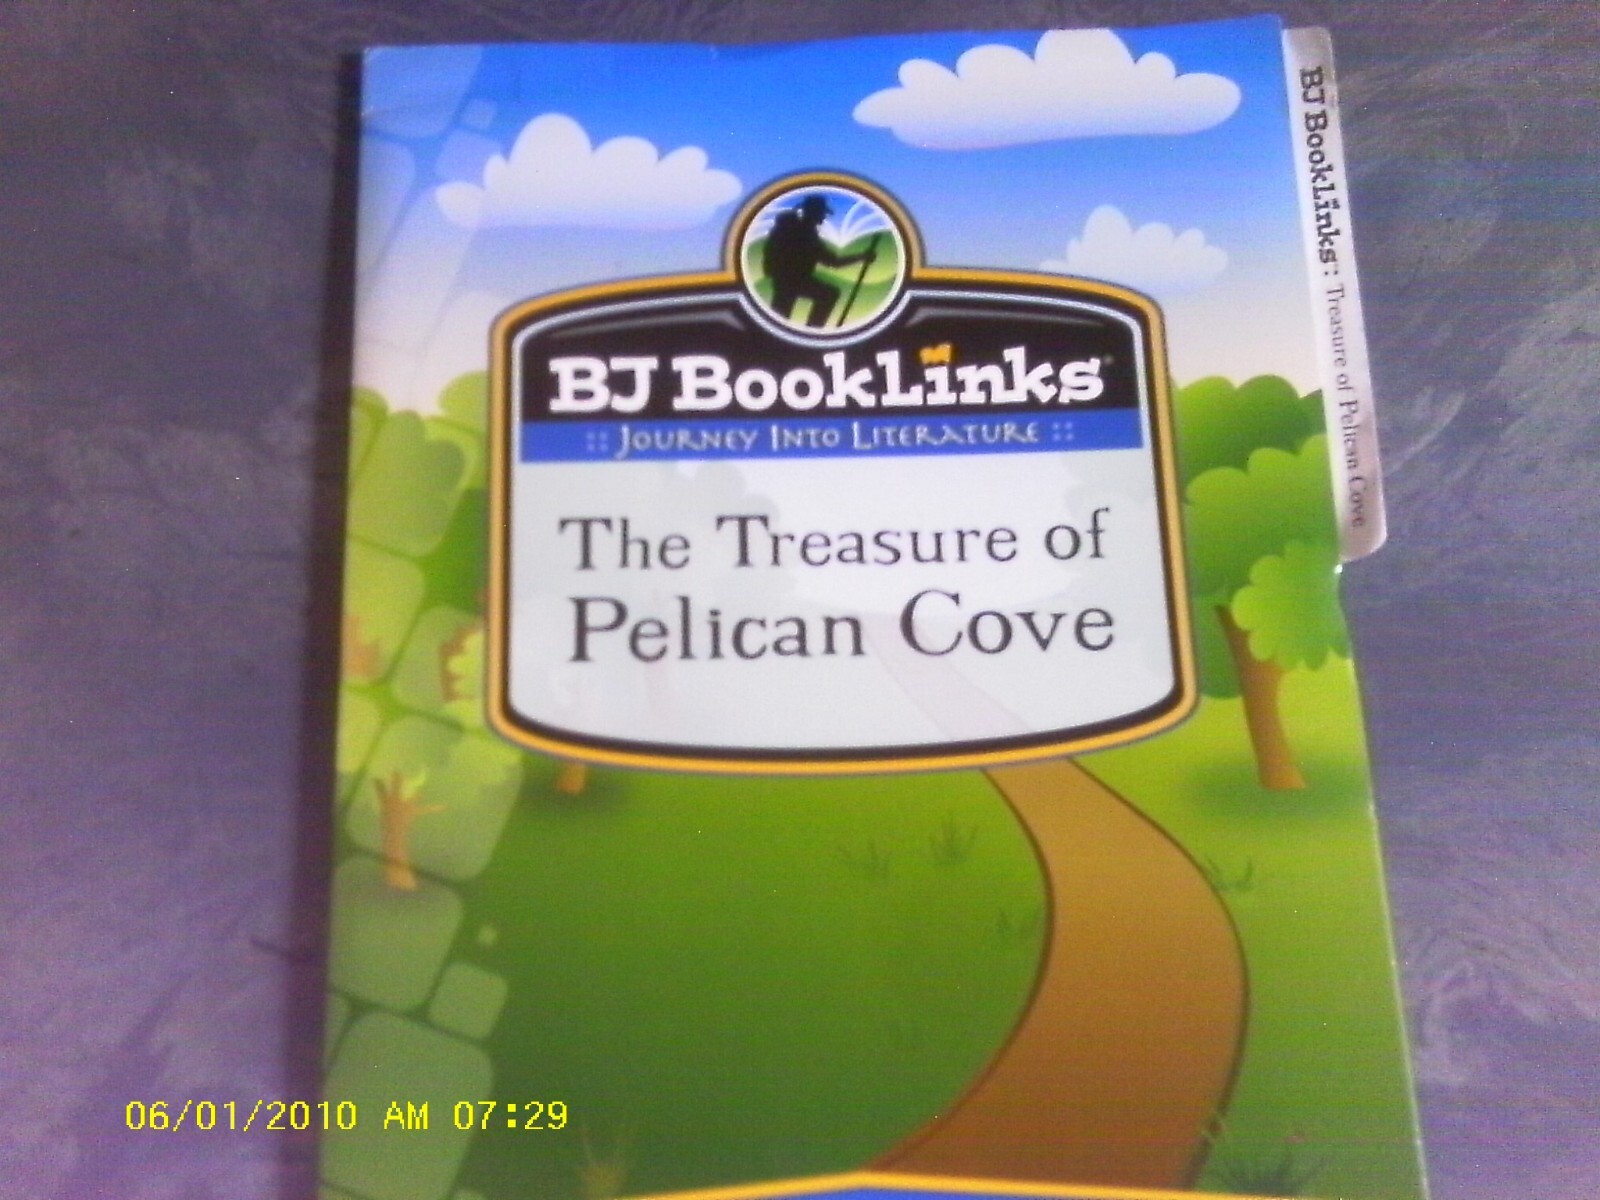 BJ BookLinks®
:: Journey Into Literature ::
The Treasure of
Pelican Cove
BJ BookLinks™: Treasure of Pelican Cove
06/01/2010 AM 07:29